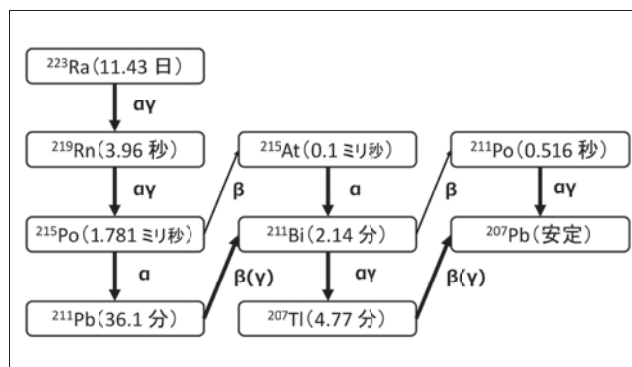 ²²³Ra(11.43 日)
αγ
²¹⁹Rn(3.96 秒)
²¹⁵At(0.1 ミリ秒)
²¹¹Po(0.516 秒)
αγ
β
α
β
αγ
²¹⁵Po(1.781 ミリ秒)
²¹¹Bi(2.14 分)
²⁰⁷Pb(安定)
α
β(γ)
αγ
β(γ)
²¹¹Pb(36.1 分)
²⁰⁷Tl(4.77 分)